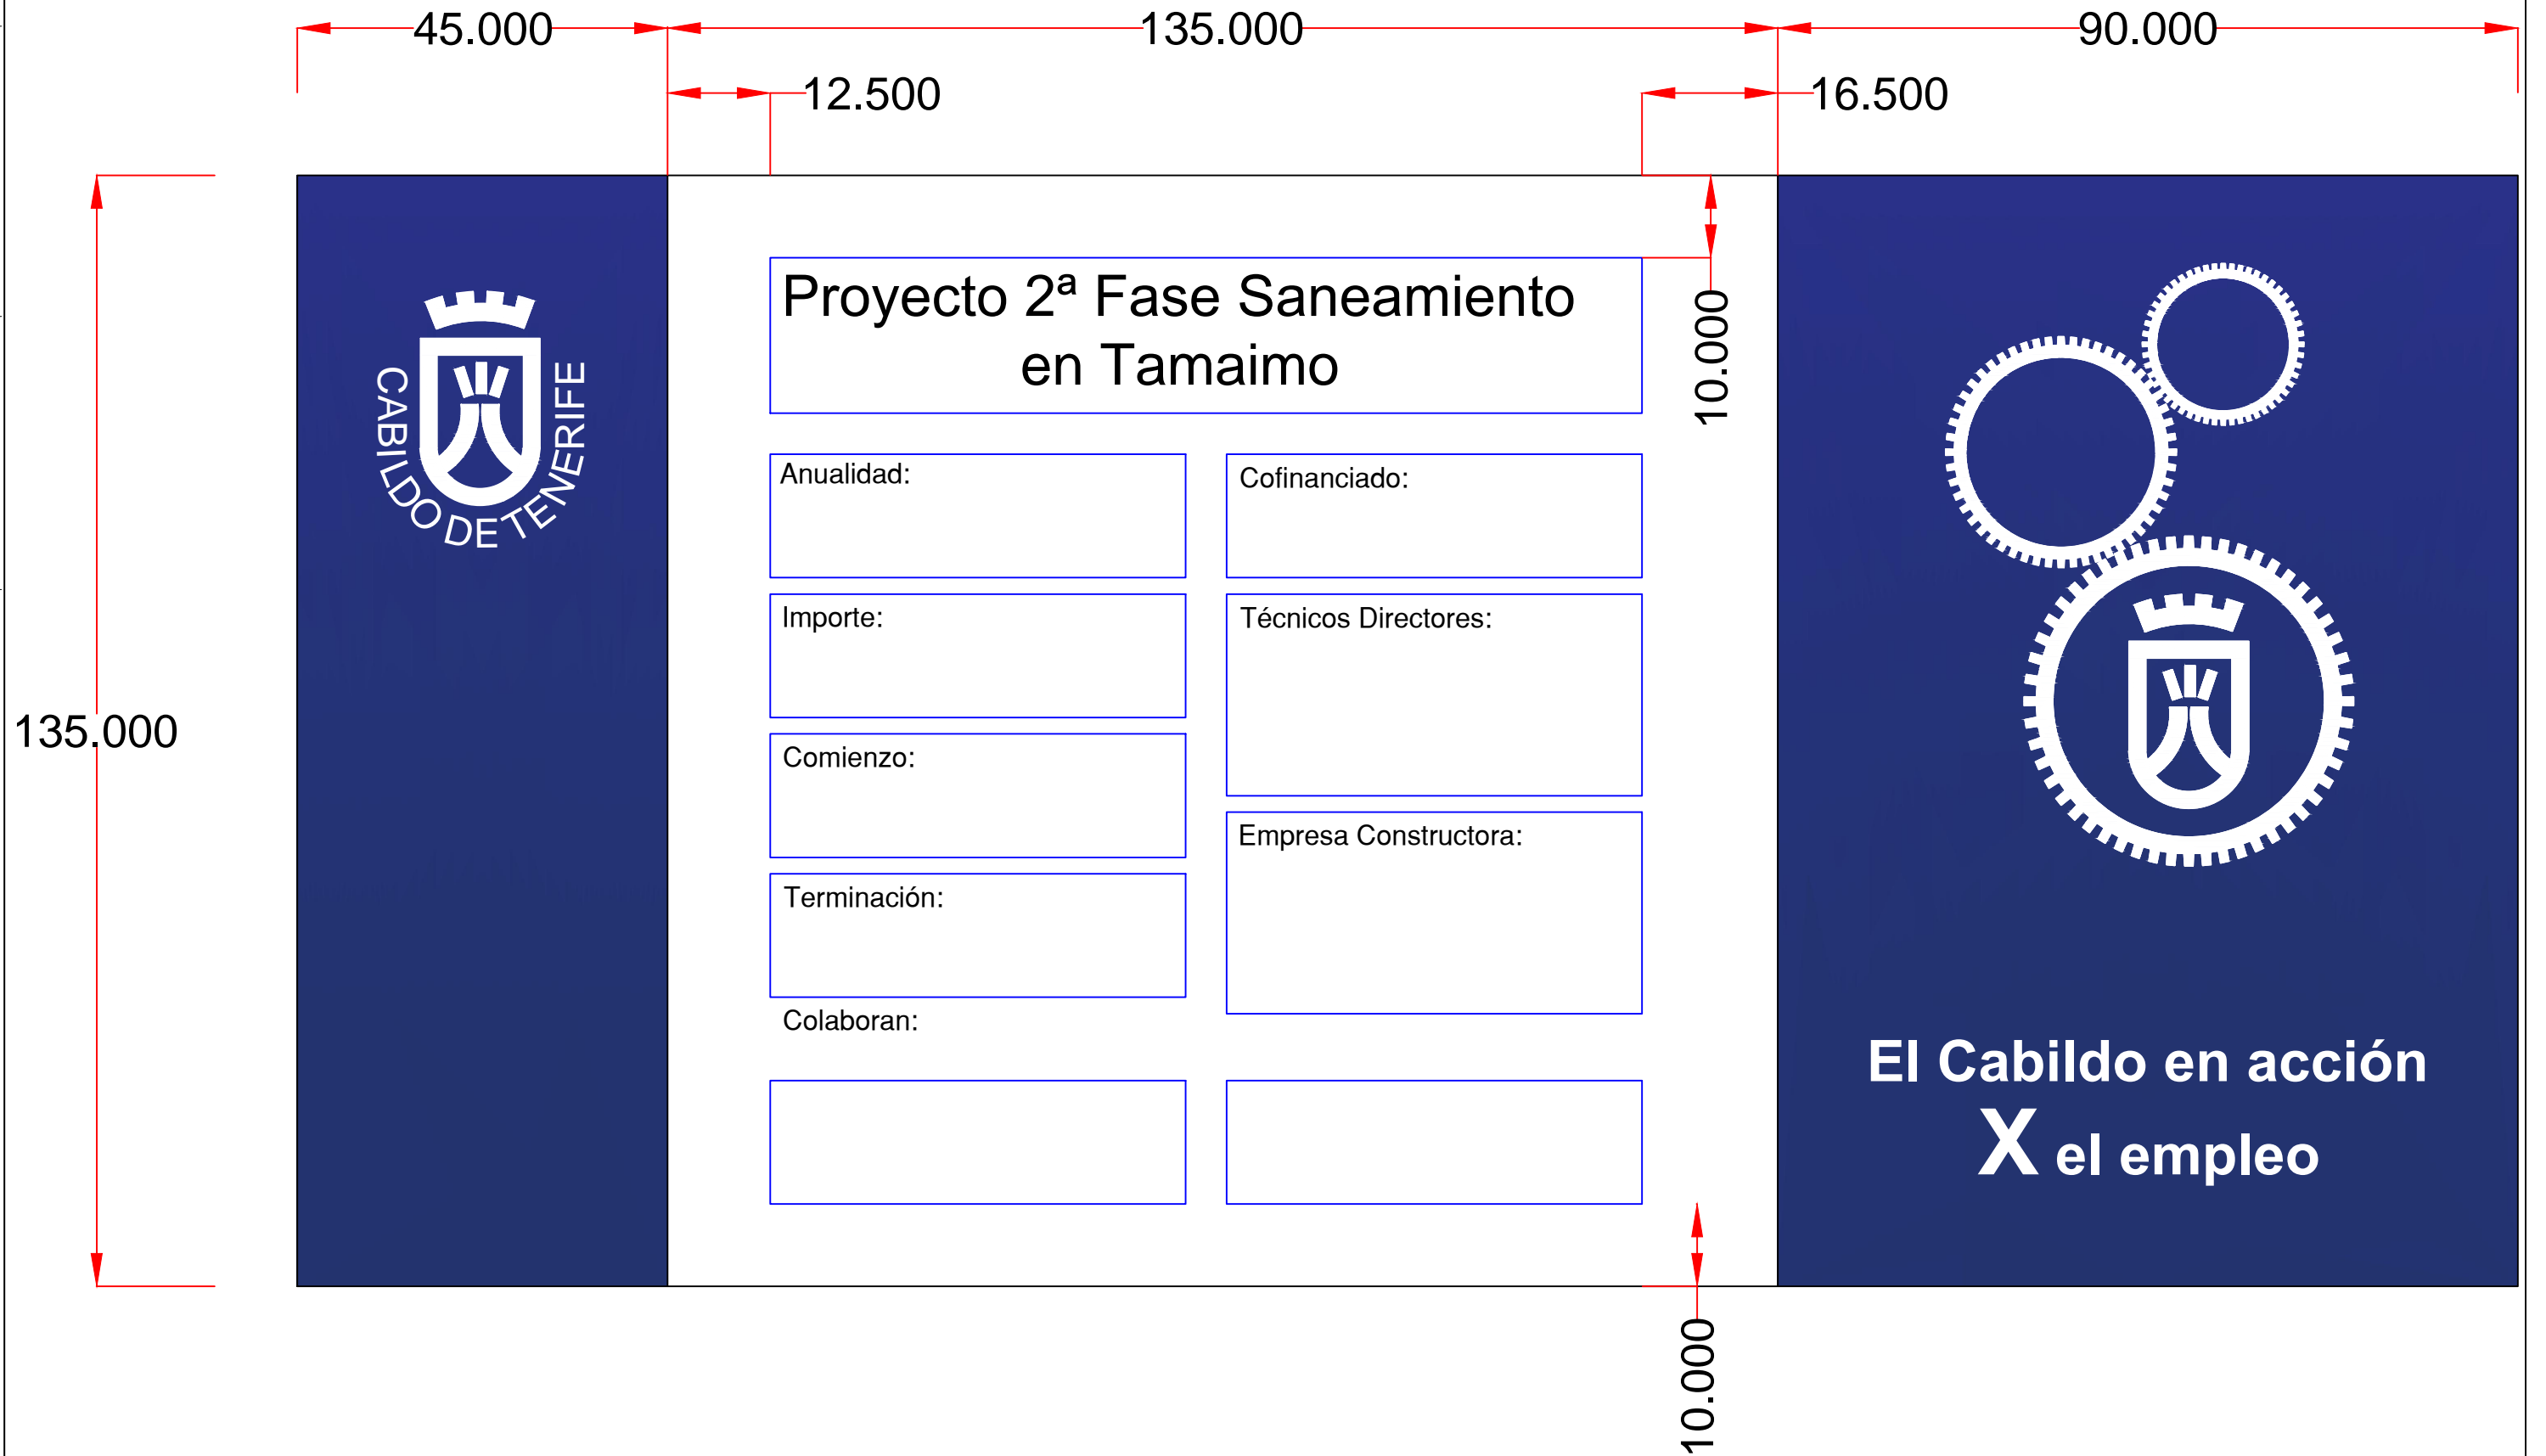 45.000
135.000
90.000
12.500
16.500
135.000
CABILDO DE TENERIFE
Proyecto 2ª Fase Saneamiento
en Tamaimo
10.000
Anualidad:
Cofinanciado:
Importe:
Técnicos Directores:
Comienzo:
Empresa Constructora:
Terminación:
Colaboran:
El Cabildo en acción
X el empleo
10.000